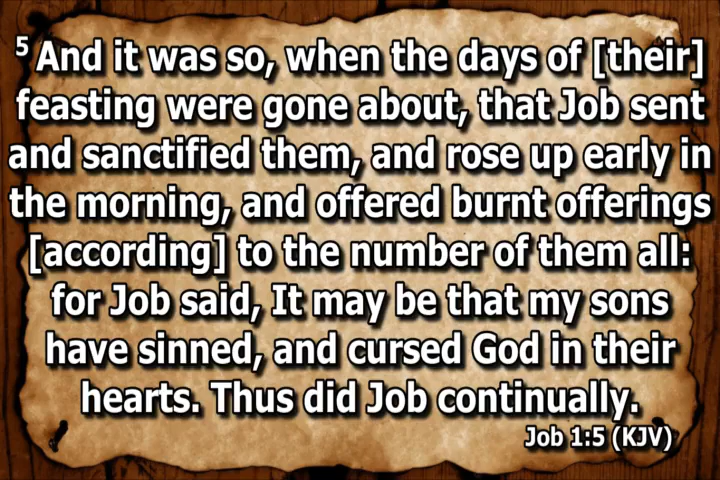 5 And it was so, when the days of [their]
feasting were gone about, that Job sent
and sanctified them, and rose up early in
the morning, and offered burnt offerings
[according] to the number of them all:
for Job said, It may be that my sons
have sinned, and cursed God in their
hearts. Thus did Job continually.
Job 1:5 (KJV)